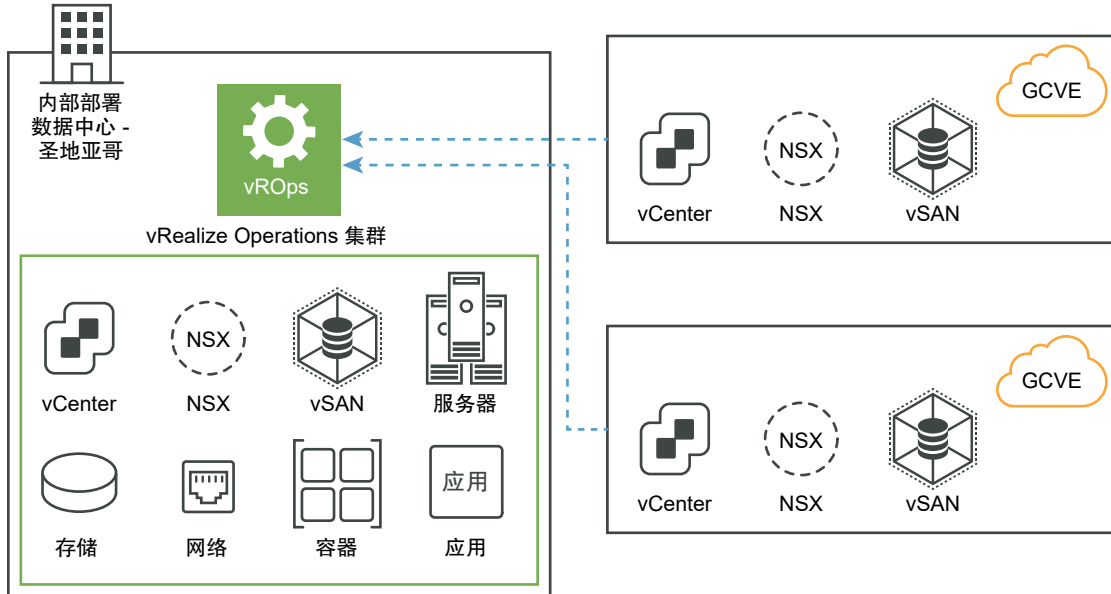 内部部署
数据中心 -
圣地亚哥
vROps
vRealize Operations 集群
NSX
vCenter
NSX
vSAN
服务器
应用
存储
网络
容器
应用
GCVE
NSX
vCenter
NSX
vSAN
GCVE
NSX
vCenter
NSX
vSAN